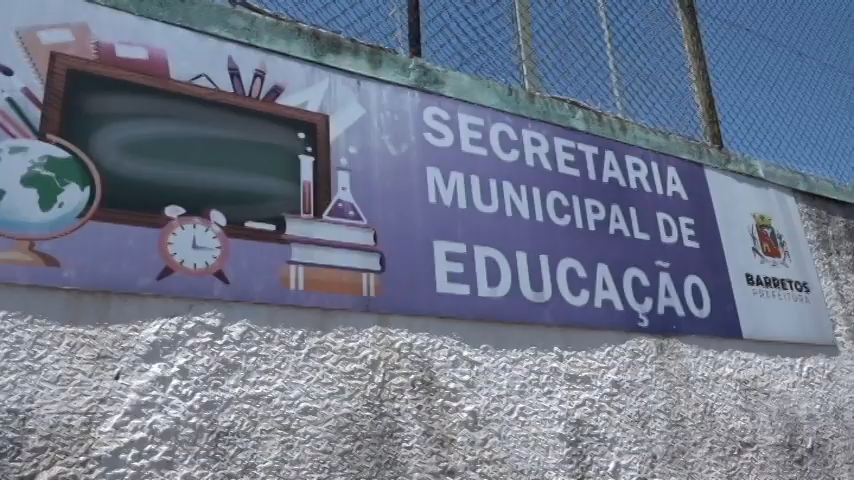 SECRETARIA
MUNICIPAL DE
EDUCAÇÃO
BARRETOS
PREFEITURA